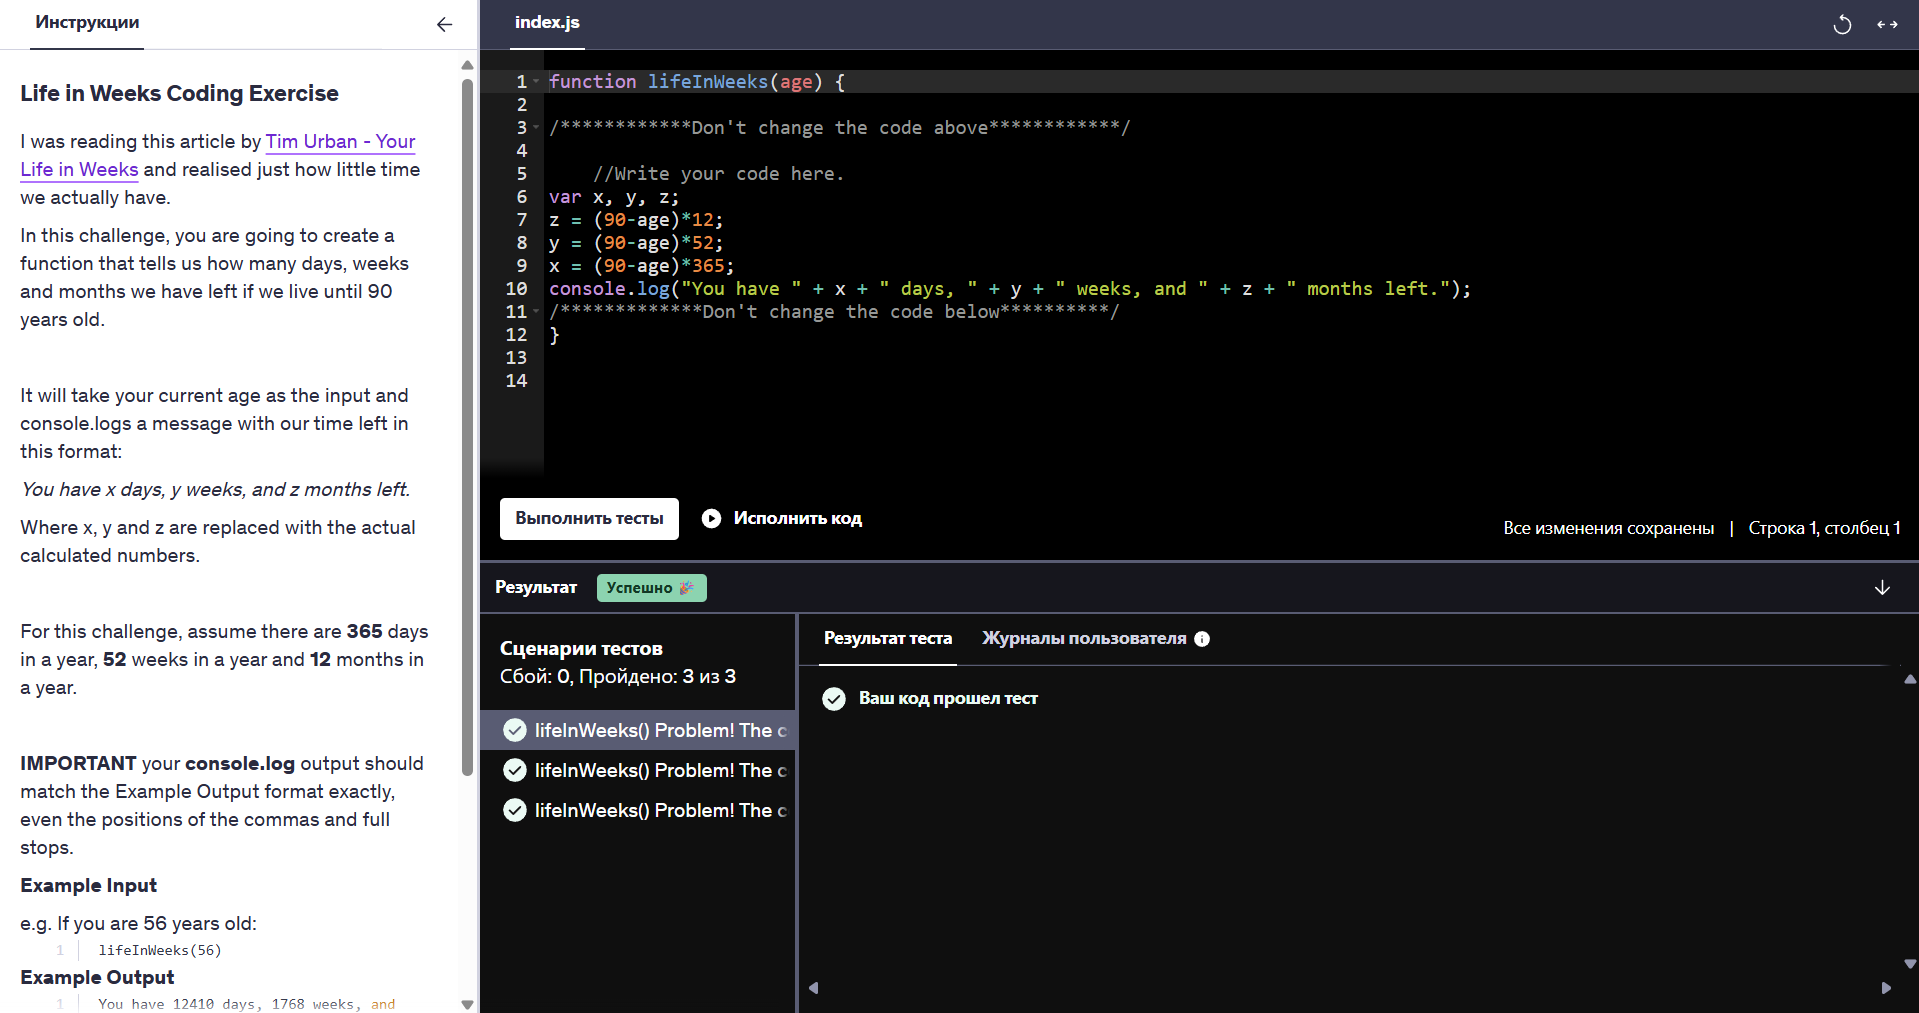 Инструкции
Life in Weeks Coding Exercise
I was reading this article by Tim Urban - Your
Life in Weeks and realised just how little time
we actually have.
In this challenge, you are going to create a
function that tells us how many days, weeks
and months we have left if we live until 90
years old.
It will take your current age as the input and
console.logs a message with our time left in
this format:
You have x days, y weeks, and z months left.
Where x, y and z are replaced with the actual
calculated numbers.
For this challenge, assume there are 365 days
in a year, 52 weeks in a year and 12 months in
a year.
IMPORTANT your console.log output should
match the Example Output format exactly,
even the positions of the commas and full
stops.
Example Input
e.g. If you are 56 years old:
1 lifeInWeeks(56)
Example Output
1 You have 12410 days, 1768 weeks, and
index.js
1 function lifeInWeeks(age) {
2
3 /************Don't change the code above************/
4
5 //Write your code here.
6 var x, y, z;
7 z = (90-age)*12;
8 y = (90-age)*52;
9 x = (90-age)*365;
10 console.log("You have " + x + " days, " + y + " weeks, and " + z + " months left.");
11 /*************Don't change the code below**********/
12 }
13
14
Выполнить тесты
Исполнить код
Все изменения сохранены | Строка 1, столбец 1
Результат Успешно 🎉
Сценарии тестов
Сбой: 0, Пройдено: 3 из 3
lifeInWeeks() Problem! The c
lifeInWeeks() Problem! The c
lifeInWeeks() Problem! The c
Результат теста Журналы пользователя
Ваш код прошел тест